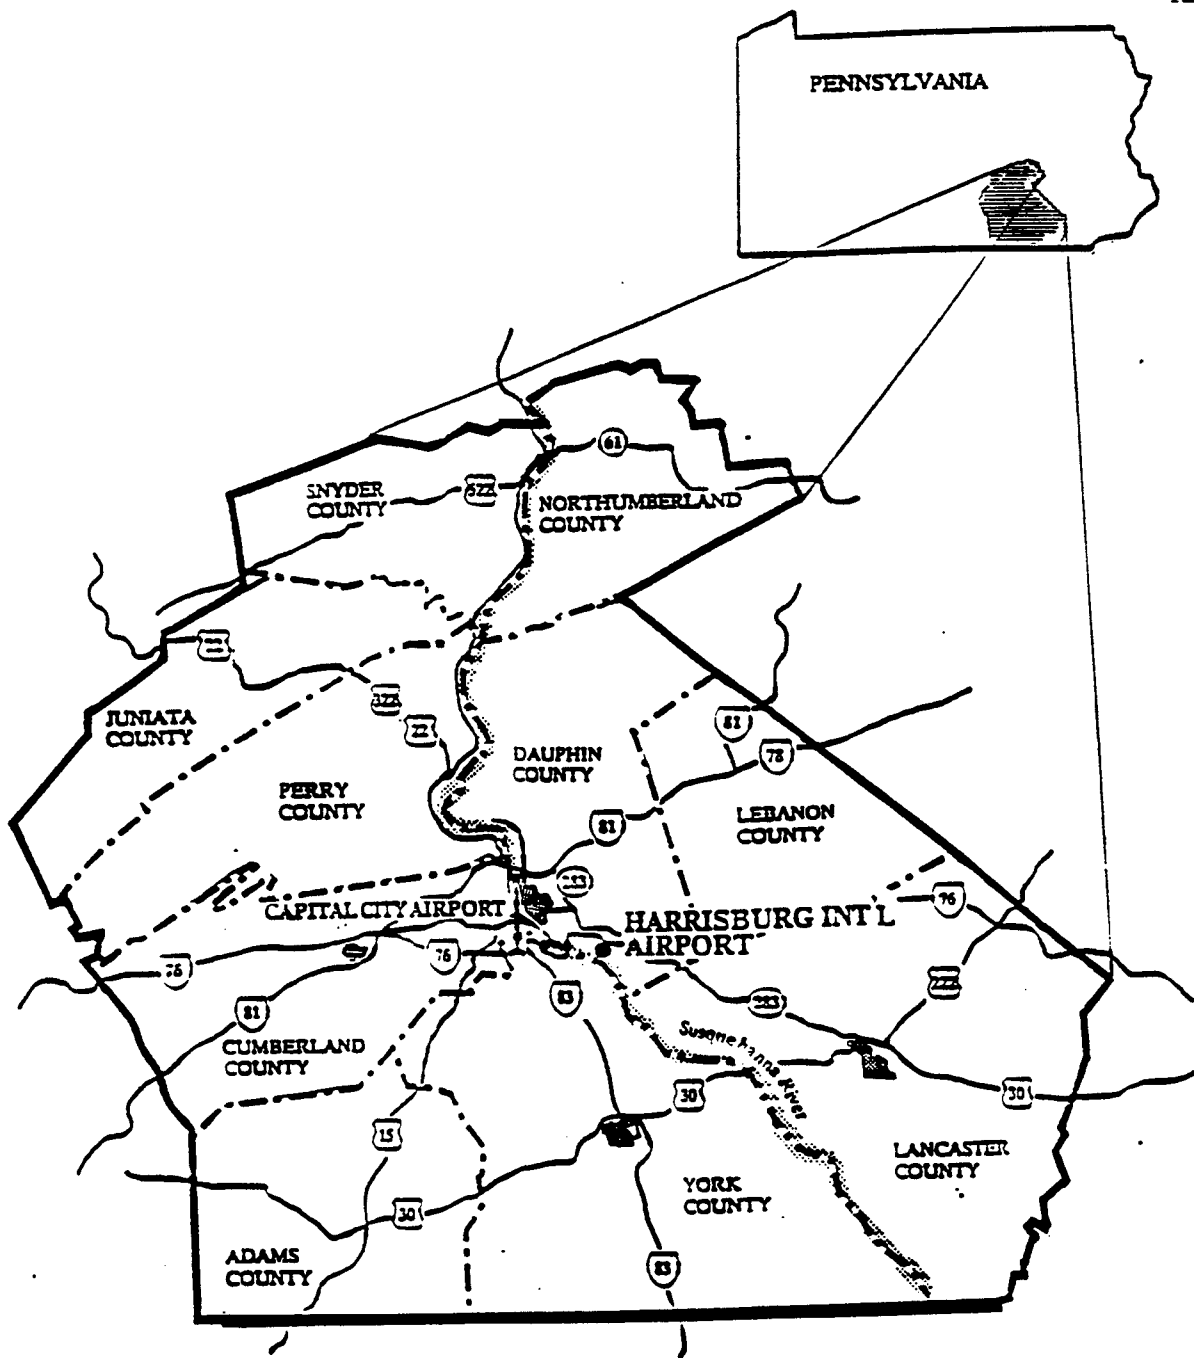 PENNSYLVANIA
61
SNYDER
COUNTY
522
NORTHUMBERLAND
COUNTY
322
22
JUNIATA
COUNTY
81
DAUPHIN
COUNTY
78
PERRY
COUNTY
LEBANON
COUNTY
81
283
76
CAPITAL CITY AIRPORT
HARRISBURG INT'L
AIRPORT
76
76
222
83
283
81
CUMBERLAND
COUNTY
Susquehanna River
30
30
15
LANCASTER
COUNTY
YORK
COUNTY
30
ADAMS
COUNTY
83